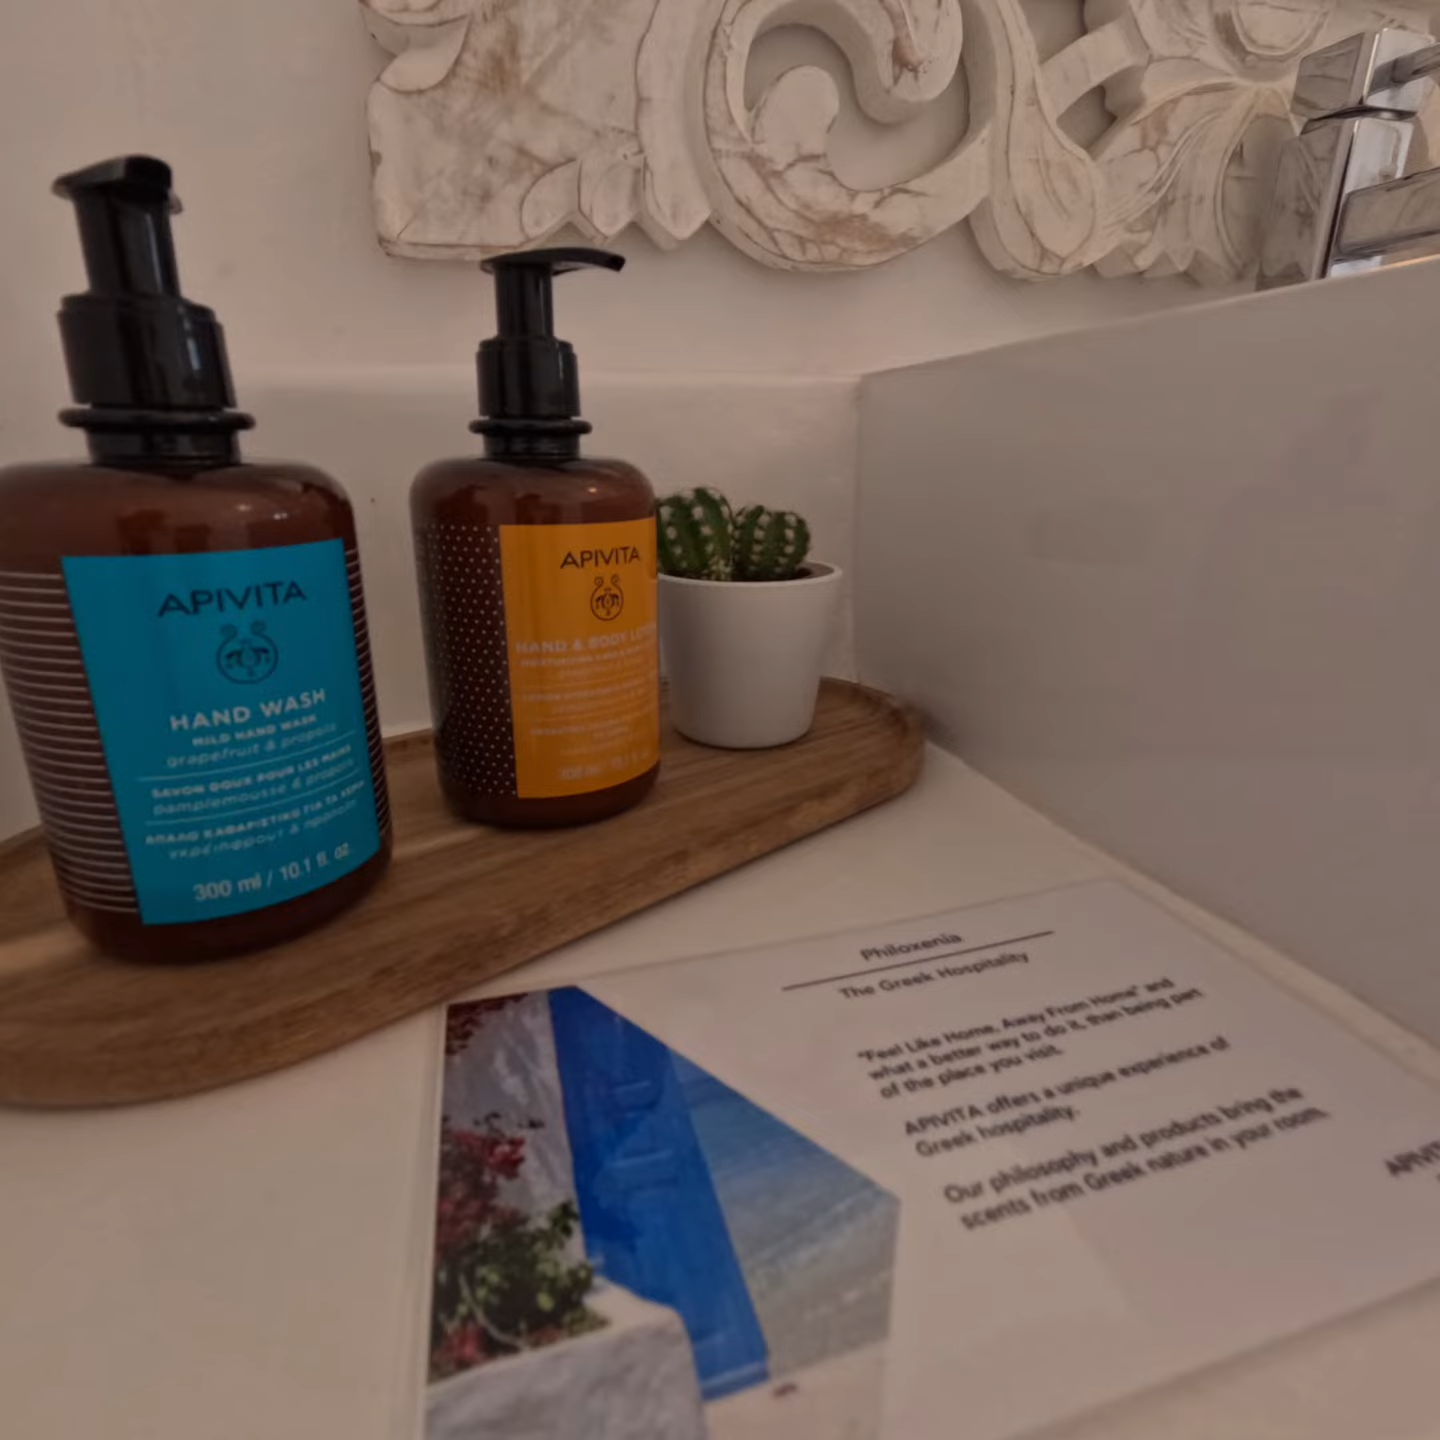 APIVITA
HAND WASH
MILD HAND WASH
grapefruit & propolis
SAVON DOUX POUR LES MAINS
pamplemousse & propolis
ΑΠΑΛΟ ΚΑΘΑΡΙΣΤΙΚΟ ΓΙΑ ΤΑ ΧΕΡΙΑ
γκρέιπφρουτ & πρόπολη
300 ml / 10.1 fl. oz.
APIVITA
HAND & BODY
Philoxenia
The Greek Hospitality
"Feel Like Home, Away From Home" and
what a better way to do it, than being part
of the place you visit.
APIVITA offers a unique experience of
Greek hospitality.
Our philosophy and products bring the
scents from Greek nature in your room.